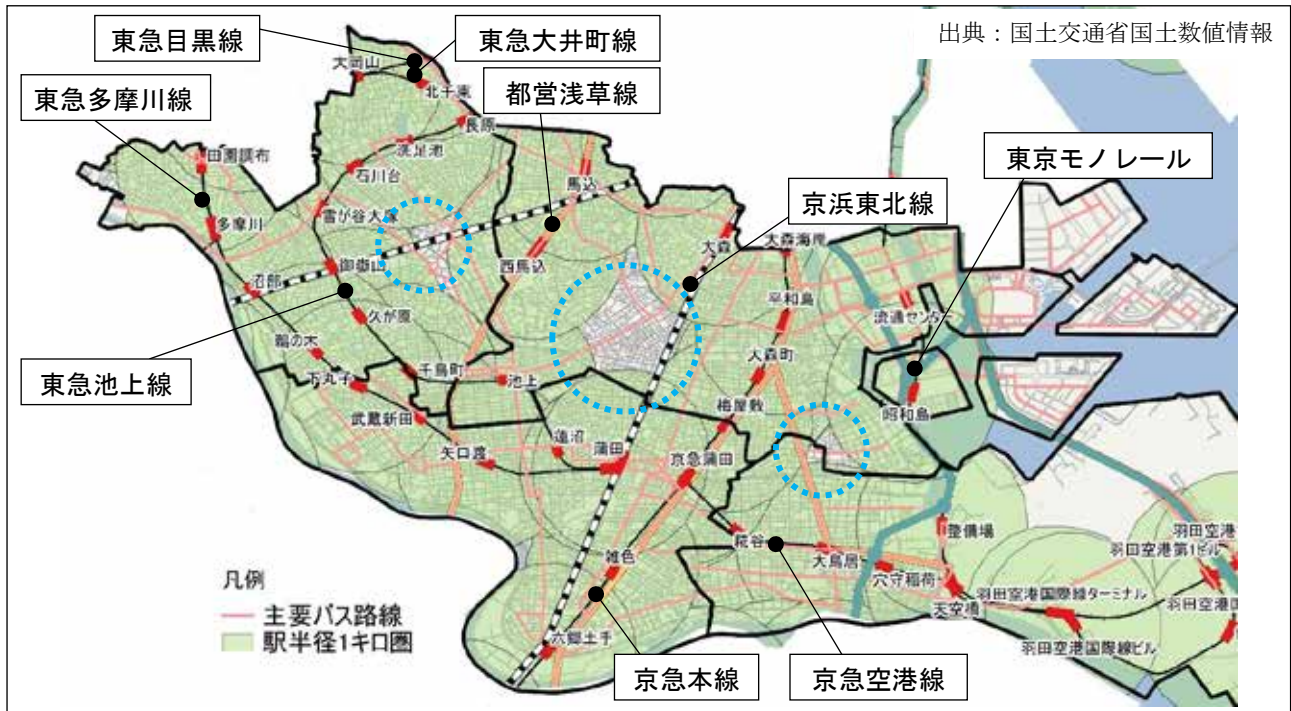 出典：国土交通省国土数値情報
東急目黒線
東急大井町線
東急多摩川線
都営浅草線
東京モノレール
京浜東北線
東急池上線
京急本線
京急空港線
大岡山
北千束
長原
洗足池
石川台
田園調布
多摩川
雪が谷大塚
馬込
西馬込
大森
大森海岸
御嶽山
沼部
久が原
平和島
流通センター
鵜の木
千鳥町
池上
大森町
下丸子
昭和島
梅屋敷
武蔵新田
矢口渡
蓮沼
蒲田
京急蒲田
糀谷
大鳥居
穴守稲荷
整備場
天空橋
羽田空港第1ビル
羽田空港国際線ターミナル
羽田空港国際線ビル
雑色
六郷土手
凡例
主要バス路線
駅半径1キロ圏